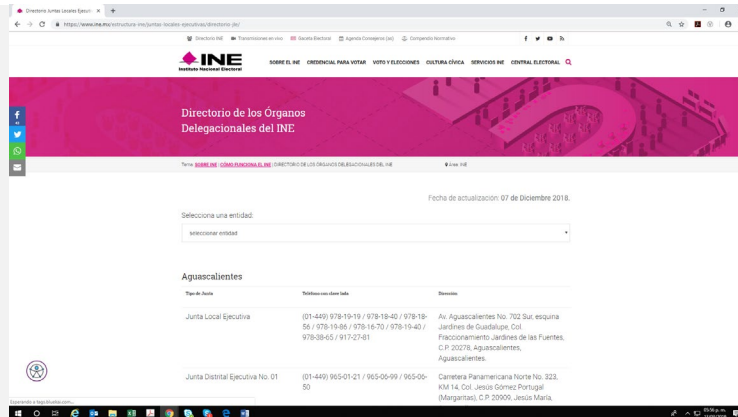 Directorio Juntas Locales Ejecuti
https://www.ine.mx/estructura-ine/juntas-locales-ejecutivas/directorio-jle/
Directorio INE Transmisiones en vivo Gaceta Electoral Agenda Consejeros (as) Compendio Normativo
INE
Instituto Nacional Electoral
SOBRE EL INE CREDENCIAL PARA VOTAR VOTO Y ELECCIONES CULTURA CÍVICA SERVICIOS INE CENTRAL ELECTORAL
Directorio de los Órganos
Delegacionales del INE
Tema: SOBRE INE | CÓMO FUNCIONA EL INE | DIRECTORIO DE LOS ÓRGANOS DELEGACIONALES DEL INE Área: INE
Fecha de actualización: 07 de Diciembre 2018.
Selecciona una entidad:
seleccionar entidad
Aguascalientes
Tipo de Junta Teléfono con clave lada Dirección
Junta Local Ejecutiva (01-449) 978-19-19 / 978-18-40 / 978-18- Av. Aguascalientes No. 702 Sur, esquina
56 / 978-19-86 / 978-16-70 / 978-19-40 / Jardines de Guadalupe, Col.
978-38-65 / 917-27-81 Fraccionamiento Jardines de las Fuentes,
C.P. 20278, Aguascalientes,
Aguascalientes.
Junta Distrital Ejecutiva No. 01 (01-449) 965-01-21 / 965-06-99 / 965-06- Carretera Panamericana Norte No. 323,
50 KM 14, Col. Jesús Gómez Portugal
(Margaritas), C.P. 20909, Jesús María,
Esperando a tags.bluekai.com...
05:56 p. m.